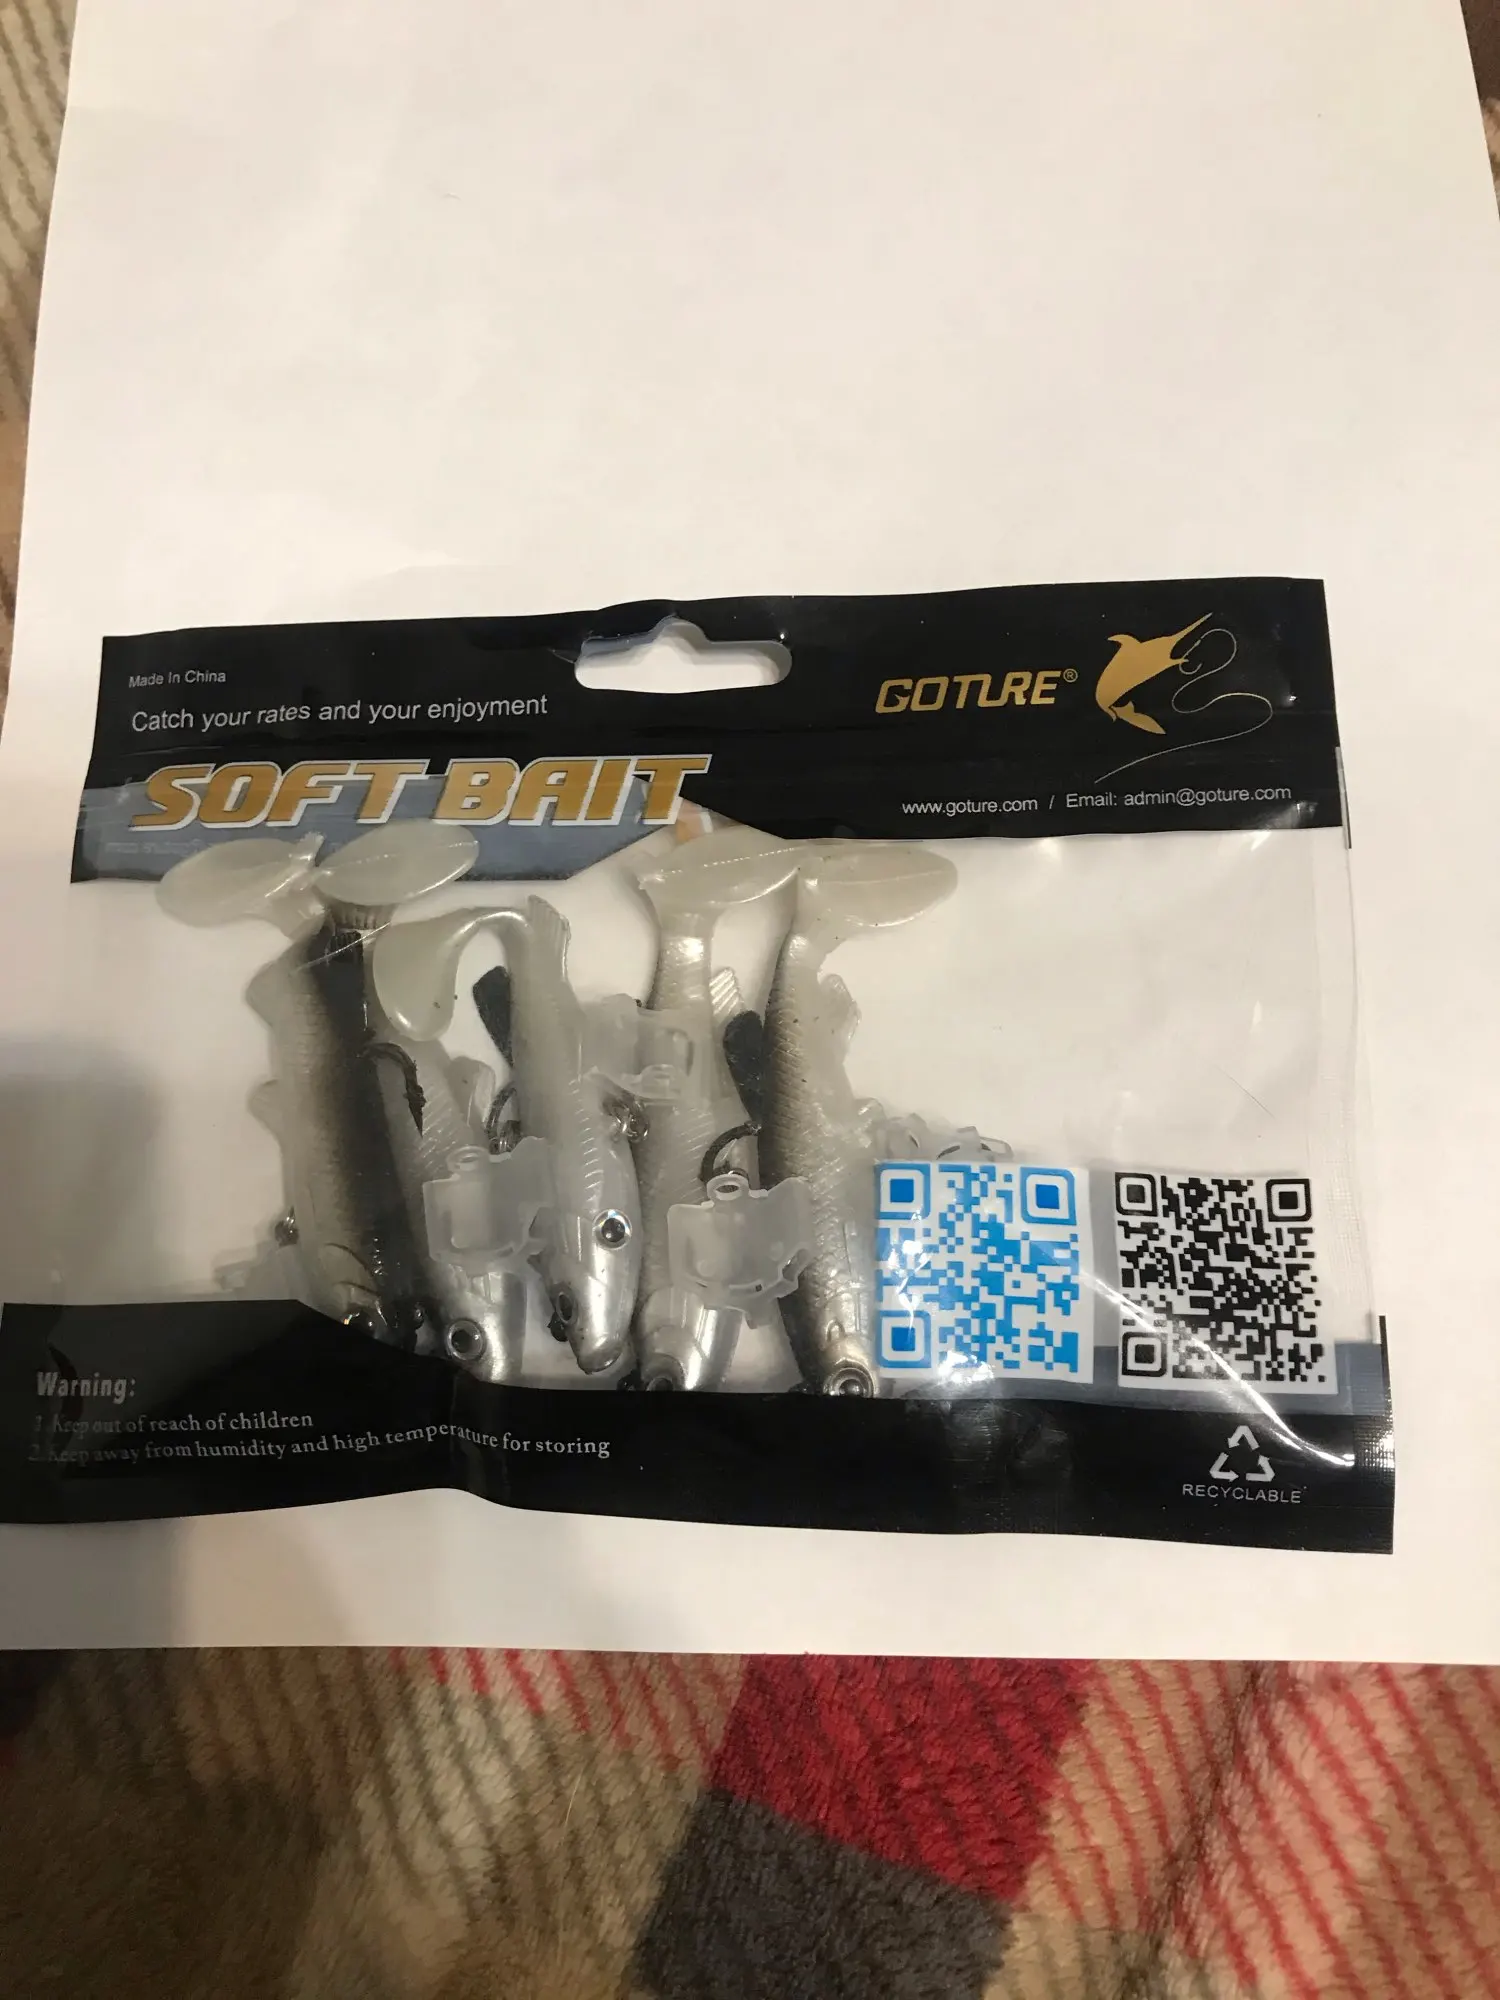 Made In China
Catch your rates and your enjoyment
GOTURE®
SOFT BAIT
www.goture.com / Email: admin@goture.com
Warning:
1. Keep out of reach of children
2. Keep away from humidity and high temperature for storing
RECYCLABLE